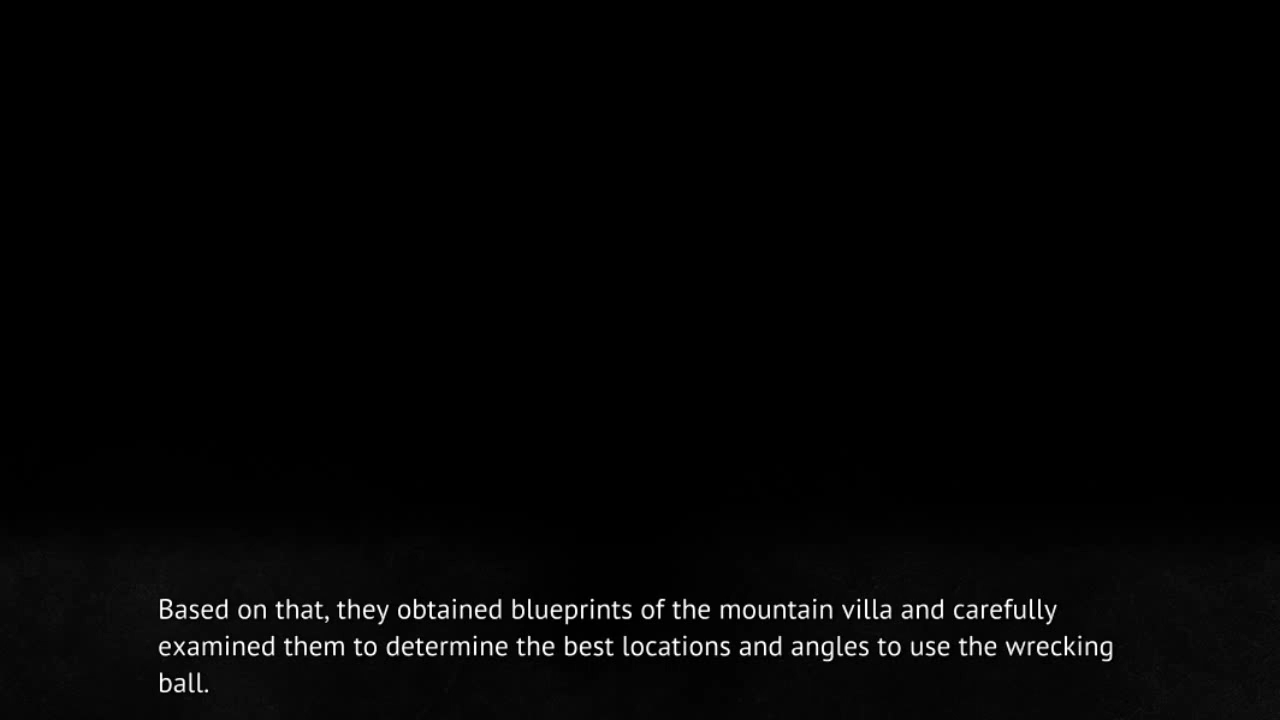 Based on that, they obtained blueprints of the mountain villa and carefully
examined them to determine the best locations and angles to use the wrecking
ball.